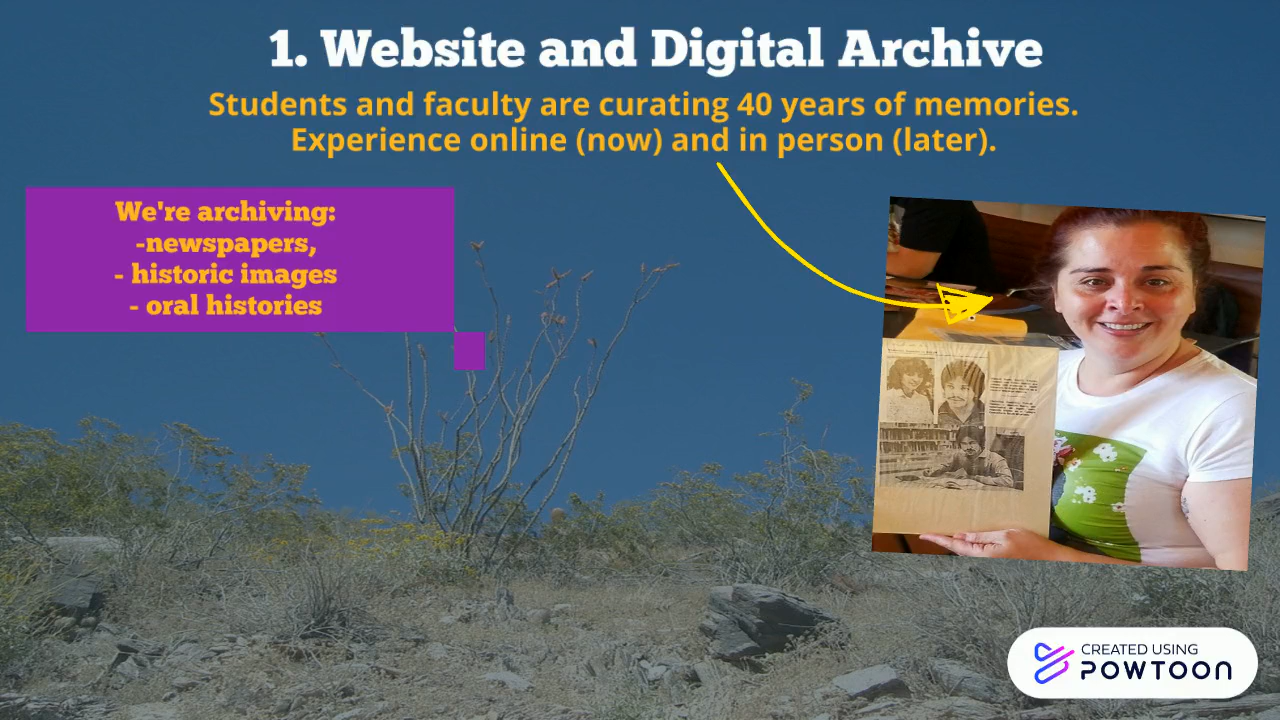 1. Website and Digital Archive
Students and faculty are curating 40 years of memories.
Experience online (now) and in person (later).
We're archiving:
-newspapers,
- historic images
- oral histories
CREATED USING
POWTOON